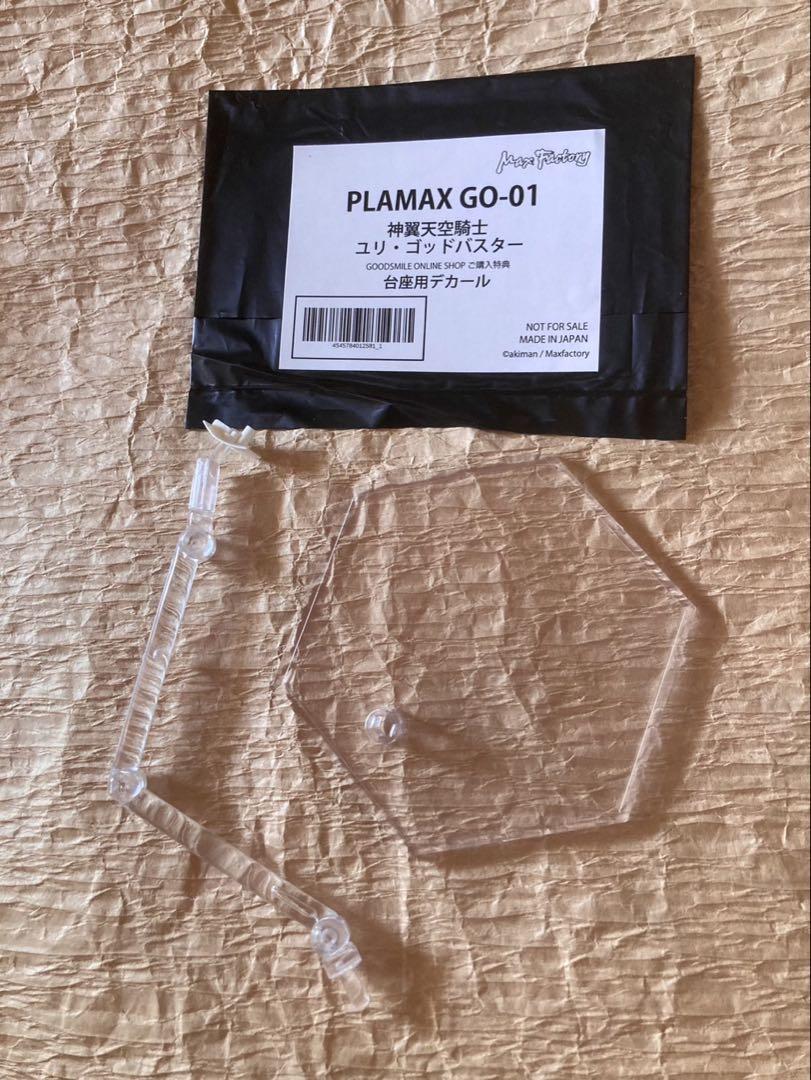 Max Factory
PLAMAX GO-01
神翼天空騎士
ユリ・ゴッドバスター
GOODSMILE ONLINE SHOP ご購入特典
台座用デカール
4545784012581_1
NOT FOR SALE
MADE IN JAPAN
©akiman / Maxfactory